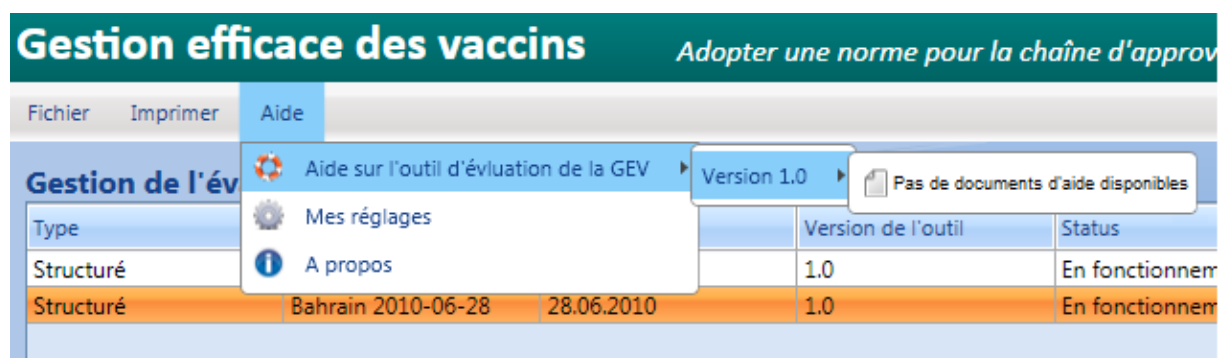 Gestion efficace des vaccins Adopter une norme pour la chaîne d'approv
Fichier Imprimer Aide
Aide sur l'outil d'évluation de la GEV Version 1.0 Pas de documents d'aide disponibles
Gestion de l'év
Mes réglages
Type Version de l'outil Status
A propos
Structuré 1.0 En fonctionnem
Structuré Bahrain 2010-06-28 28.06.2010 1.0 En fonctionnem